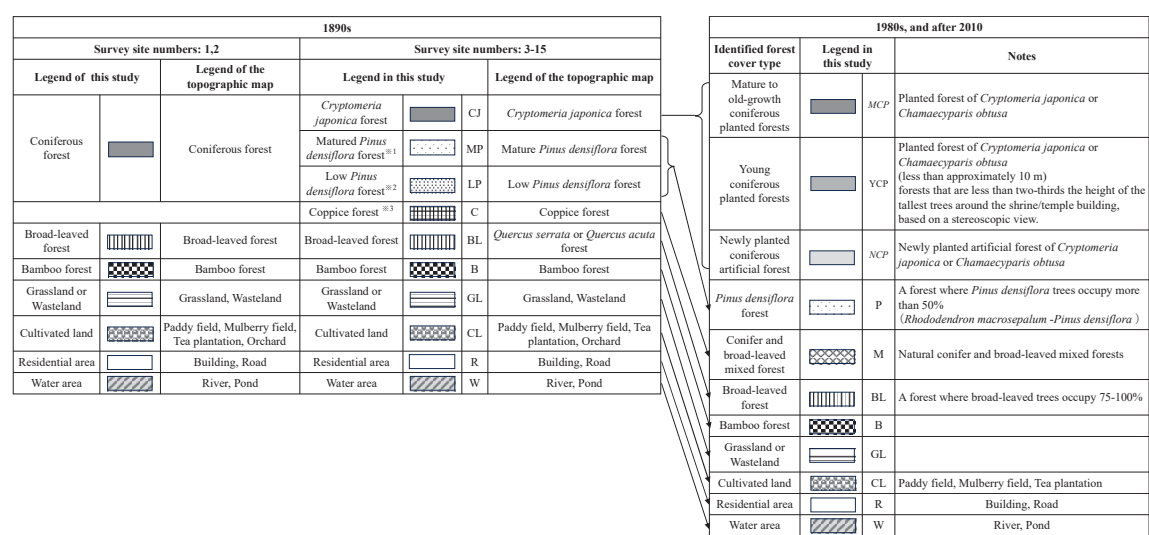 1890s
Survey site numbers: 1,2
Survey site numbers: 3-15
Legend of this study
Legend of the
topographic map
Legend in this study
Legend of the topographic map
Coniferous
forest
Coniferous forest
Cryptomeria
japonica forest
CJ
Cryptomeria japonica forest
Matured Pinus
densiflora forest※1
MP
Mature Pinus densiflora forest
Low Pinus
densiflora forest※2
LP
Low Pinus densiflora forest
Coppice forest ※3
C
Coppice forest
Broad-leaved
forest
Broad-leaved forest
Broad-leaved forest
BL
Quercus serrata or Quercus acuta
forest
Bamboo forest
Bamboo forest
Bamboo forest
B
Bamboo forest
Grassland or
Wasteland
Grassland, Wasteland
Grassland or
Wasteland
GL
Grassland, Wasteland
Cultivated land
Paddy field, Mulberry field,
Tea plantation, Orchard
Cultivated land
CL
Paddy field, Mulberry field, Tea
plantation, Orchard
Residential area
Building, Road
Residential area
R
Building, Road
Water area
River, Pond
Water area
W
River, Pond
1980s, and after 2010
Identified forest
cover type
Legend in
this study
Notes
Mature to
old-growth
coniferous
planted forests
MCP
Planted forest of Cryptomeria japonica or
Chamaecyparis obtusa
Young
coniferous
planted forests
YCP
Planted forest of Cryptomeria japonica or
Chamaecyparis obtusa
(less than approximately 10 m)
forests that are less than two-thirds the height of the
tallest trees around the shrine/temple building,
based on a stereoscopic view.
Newly planted
coniferous
artificial forest
NCP
Newly planted artificial forest of Cryptomeria
japonica or Chamaecyparis obtusa
Pinus densiflora
forest
P
A forest where Pinus densiflora trees occupy more
than 50%
（Rhododendron macrosepalum -Pinus densiflora ）
Conifer and
broad-leaved
mixed forest
M
Natural conifer and broad-leaved mixed forests
Broad-leaved
forest
BL
A forest where broad-leaved trees occupy 75-100%
Bamboo forest
B
Grassland or
Wasteland
GL
Cultivated land
CL
Paddy field, Mulberry field, Tea plantation
Residential area
R
Building, Road
Water area
W
River, Pond